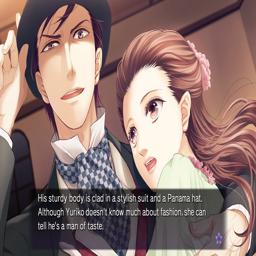 His sturdy body is clad in a stylish suit and a Panama hat.
Although Yuriko doesn't know much about fashion, she can
tell he's a man of taste.